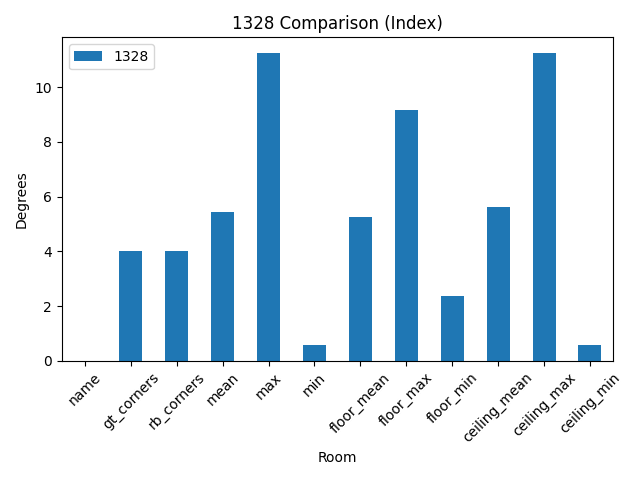 1328 Comparison (Index)
1328
Degrees
10
8
6
4
2
0
name
gt_corners
rb_corners
mean
max
min
floor_mean
floor_max
floor_min
ceiling_mean
ceiling_max
ceiling_min
Room